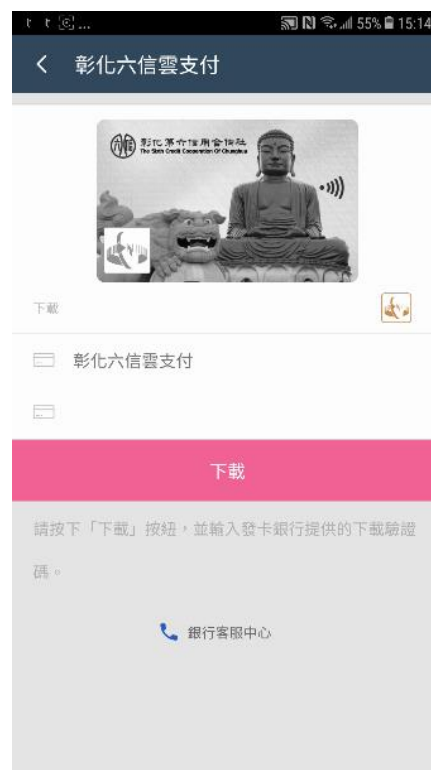 t t ... 55% 15:14
彰化六信雲支付
彰化第六信用合作社
The Sixth Credit Cooperation Of Changhua
下載
彰化六信雲支付
下載
請按下「下載」按紐，並輸入發卡銀行提供的下載驗證
碼。
銀行客服中心